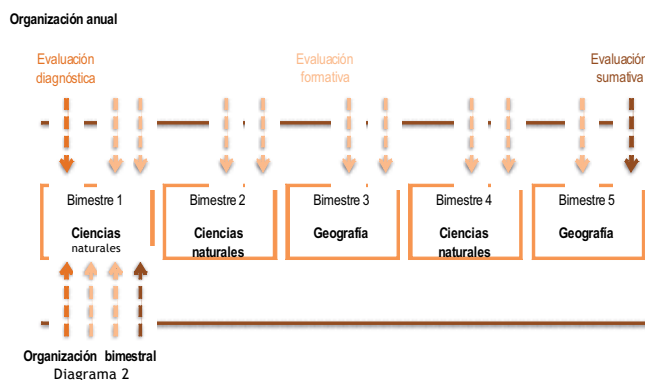 Organización anual
Evaluación
diagnóstica
Evaluación
formativa
Evaluación
sumativa
Bimestre 1
Ciencias
naturales
Bimestre 2
Ciencias
naturales
Bimestre 3
Geografía
Bimestre 4
Ciencias
naturales
Bimestre 5
Geografía
Organización bimestral
Diagrama 2